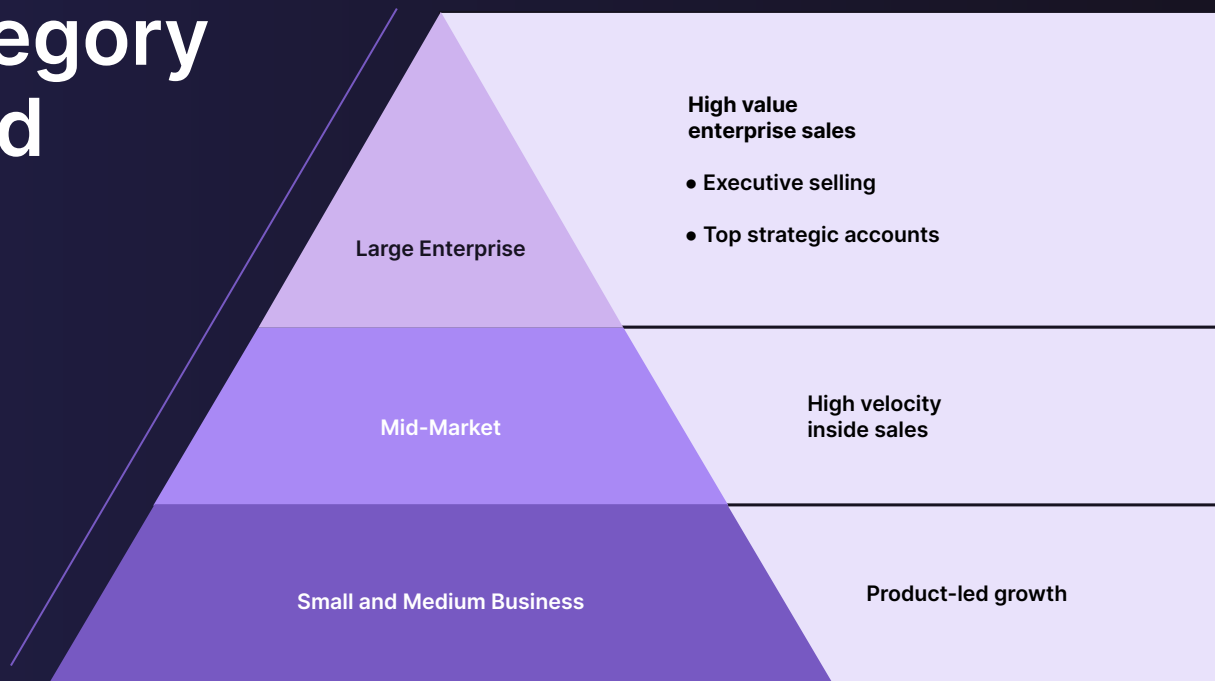 egory
d
High value
enterprise sales
• Executive selling
• Top strategic accounts
Large Enterprise
High velocity
inside sales
Mid-Market
Product-led growth
Small and Medium Business